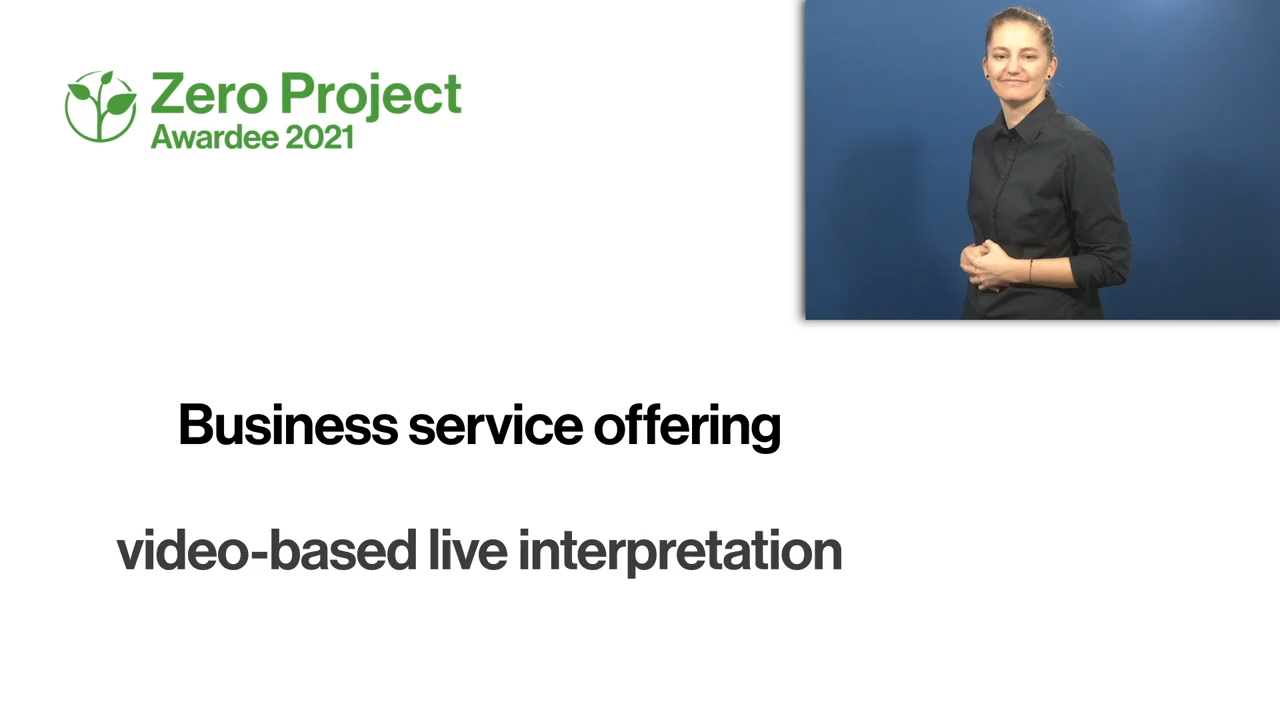 Zero Project
Awardee 2021
Business service offering
video-based live interpretation